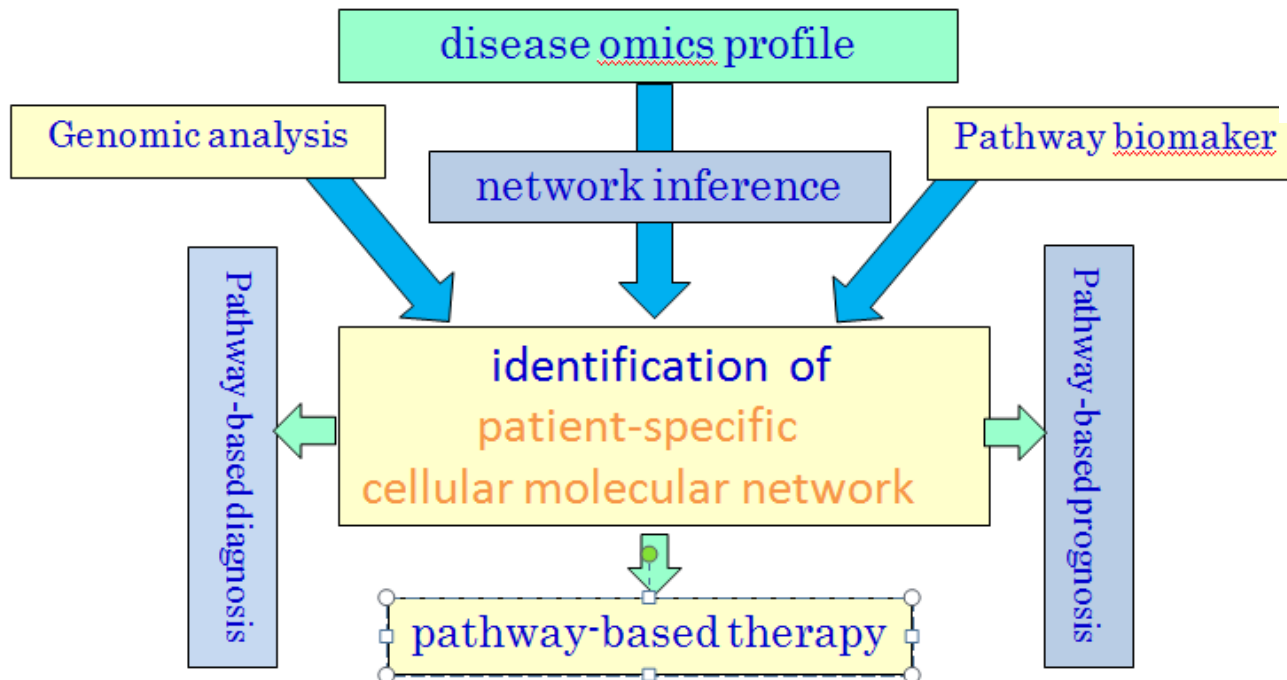 disease omics profile
Genomic analysis
Pathway biomaker
network inference
Pathway-based diagnosis
identification of
patient-specific
cellular molecular network
Pathway-based prognosis
pathway-based therapy